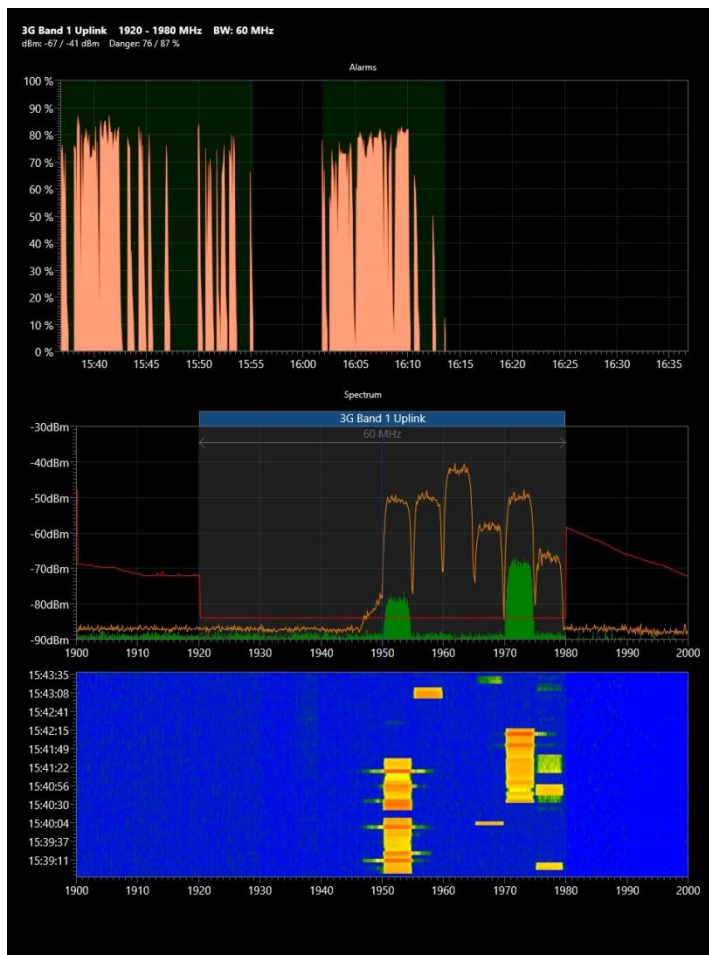 3G Band 1 Uplink 1920 - 1980 MHz BW: 60 MHz
dBm: -67 / -41 dBm Danger: 76 / 87 %
Alarms
100 %
90 %
80 %
70 %
60 %
50 %
40 %
30 %
20 %
10 %
0 %
15:40 15:45 15:50 15:55 16:00 16:05 16:10 16:15 16:20 16:25 16:30 16:35
Spectrum
3G Band 1 Uplink
60 MHz
-30dBm
-40dBm
-50dBm
-60dBm
-70dBm
-80dBm
-90dBm
1900 1910 1920 1930 1940 1950 1960 1970 1980 1990 2000
15:43:35
15:43:08
15:42:41
15:42:15
15:41:49
15:41:22
15:40:56
15:40:30
15:40:04
15:39:37
15:39:11
1900 1910 1920 1930 1940 1950 1960 1970 1980 1990 2000